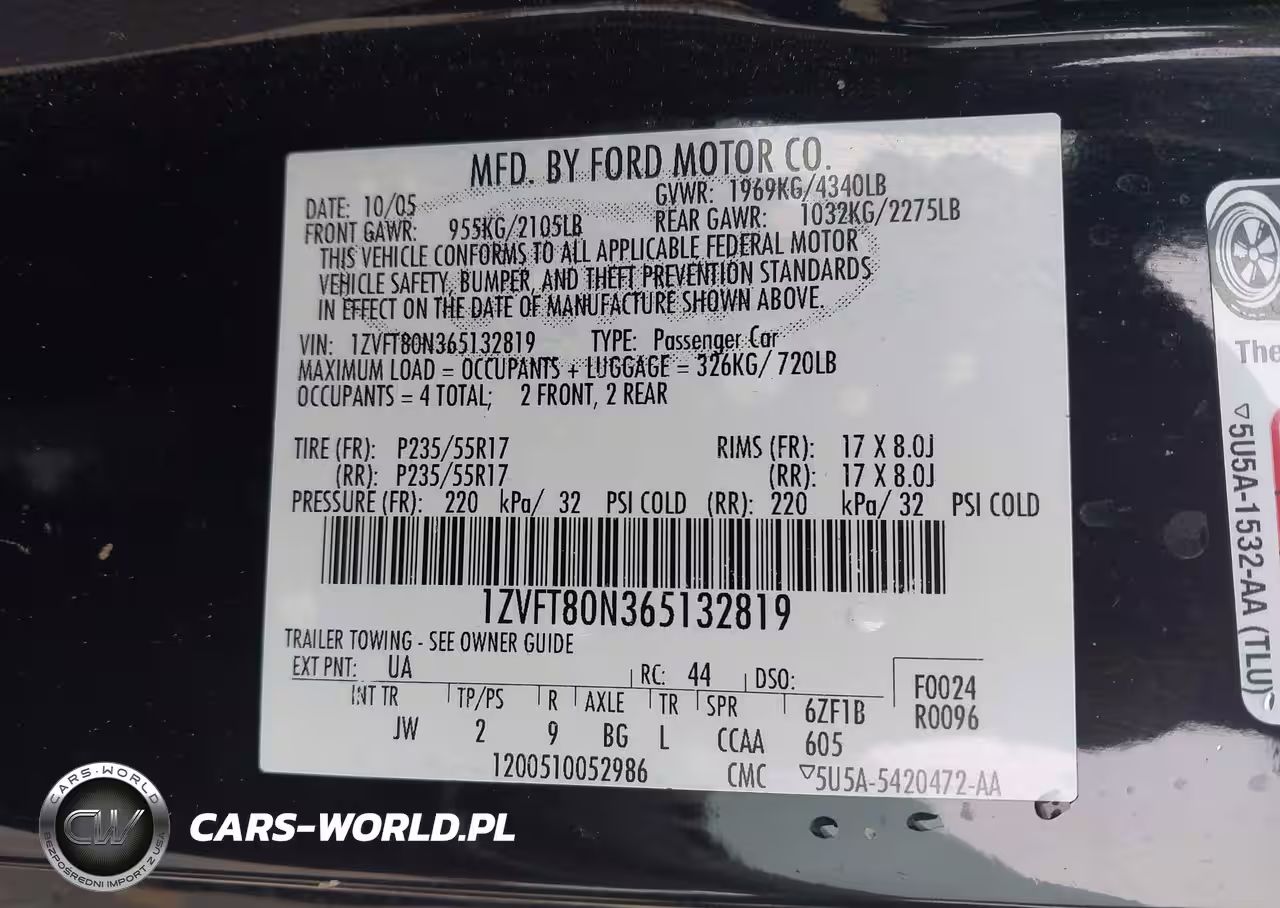 MFD. BY FORD MOTOR CO.
DATE: 10/05 GVWR: 1969KG/4340LB
FRONT GAWR: 955KG/2105LB REAR GAWR: 1032KG/2275LB
THIS VEHICLE CONFORMS TO ALL APPLICABLE FEDERAL MOTOR
VEHICLE SAFETY, BUMPER, AND THEFT PREVENTION STANDARDS
IN EFFECT ON THE DATE OF MANUFACTURE SHOWN ABOVE.
VIN: 1ZVFT80N365132819 TYPE: Passenger Car
MAXIMUM LOAD = OCCUPANTS + LUGGAGE = 326KG/ 720LB
OCCUPANTS = 4 TOTAL; 2 FRONT, 2 REAR
TIRE (FR): P235/55R17 RIMS (FR): 17 X 8.0J
(RR): P235/55R17 (RR): 17 X 8.0J
PRESSURE (FR): 220 kPa/ 32 PSI COLD (RR): 220 kPa/ 32 PSI COLD
1ZVFT80N365132819
TRAILER TOWING - SEE OWNER GUIDE
EXT PNT: UA RC: 44 DSO: F0024
INT TR TP/PS R AXLE TR SPR 6ZF1B R0096
JW 2 9 BG L CCAA 605
1200510052986 CMC ▽5U5A-5420472-AA
The
▽5U5A-1532-AA (TLU)
CARS-WORLD
CW
BEZPOŚREDNI IMPORT Z USA
CARS-WORLD.PL